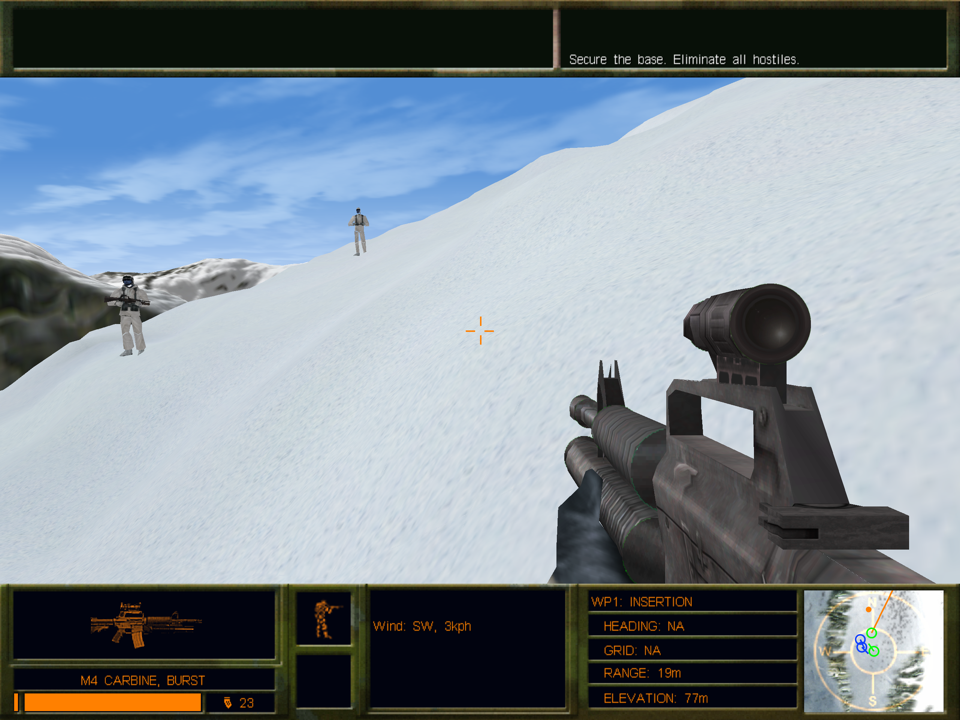 Secure the base. Eliminate all hostiles.
M4 CARBINE, BURST
23
Wind: SW, 3kph
WP1: INSERTION
HEADING: NA
GRID: NA
RANGE: 19m
ELEVATION: 77m
W
S